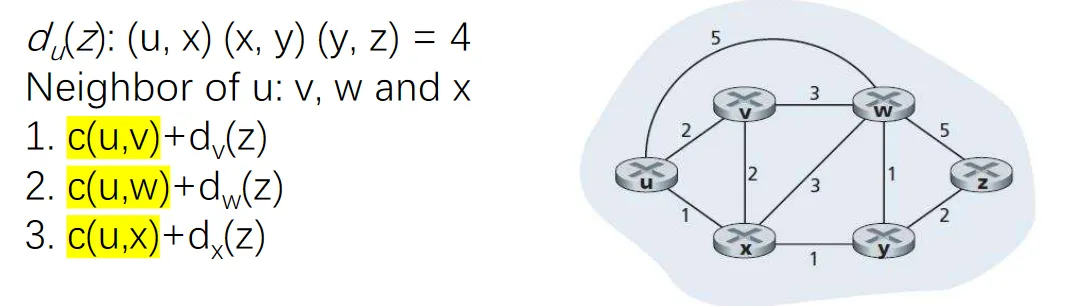 d_u(z): (u, x) (x, y) (y, z) = 4
Neighbor of u: v, w and x
1. c(u,v)+d_v(z)
2. c(u,w)+d_w(z)
3. c(u,x)+d_x(z)
5
3
v
w
2
5
u
2
3
1
z
1
2
x
y
1